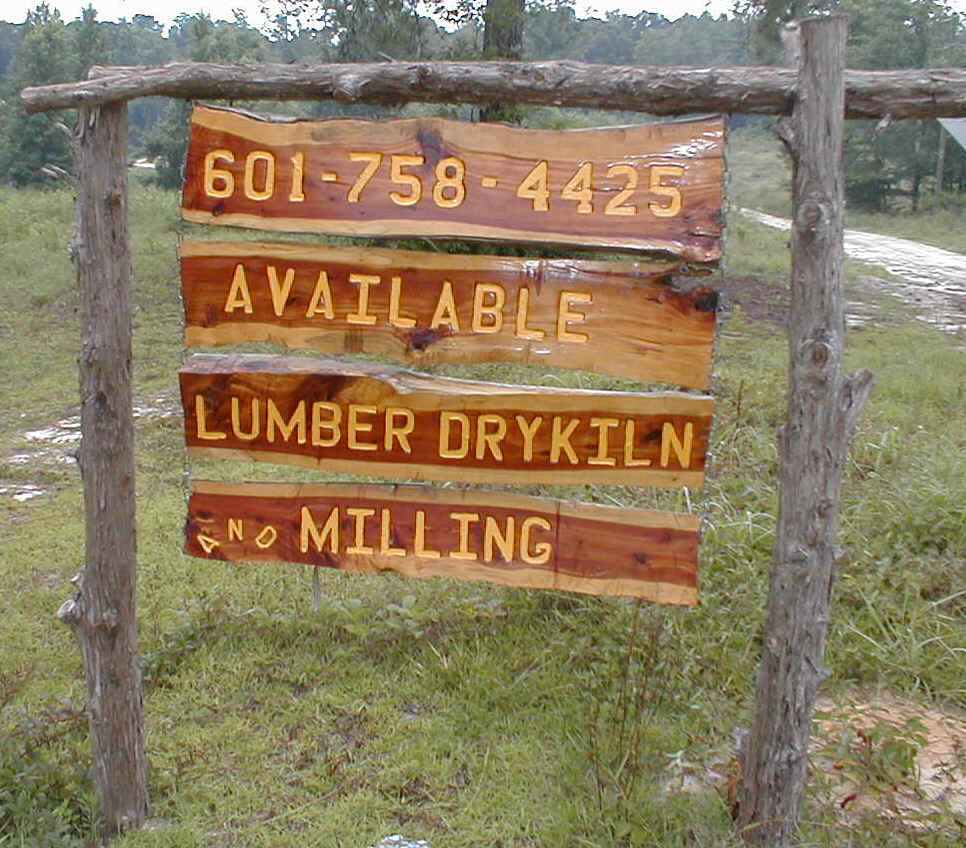 601-758-4425
AVAILABLE
LUMBER DRYKILN
AND MILLING